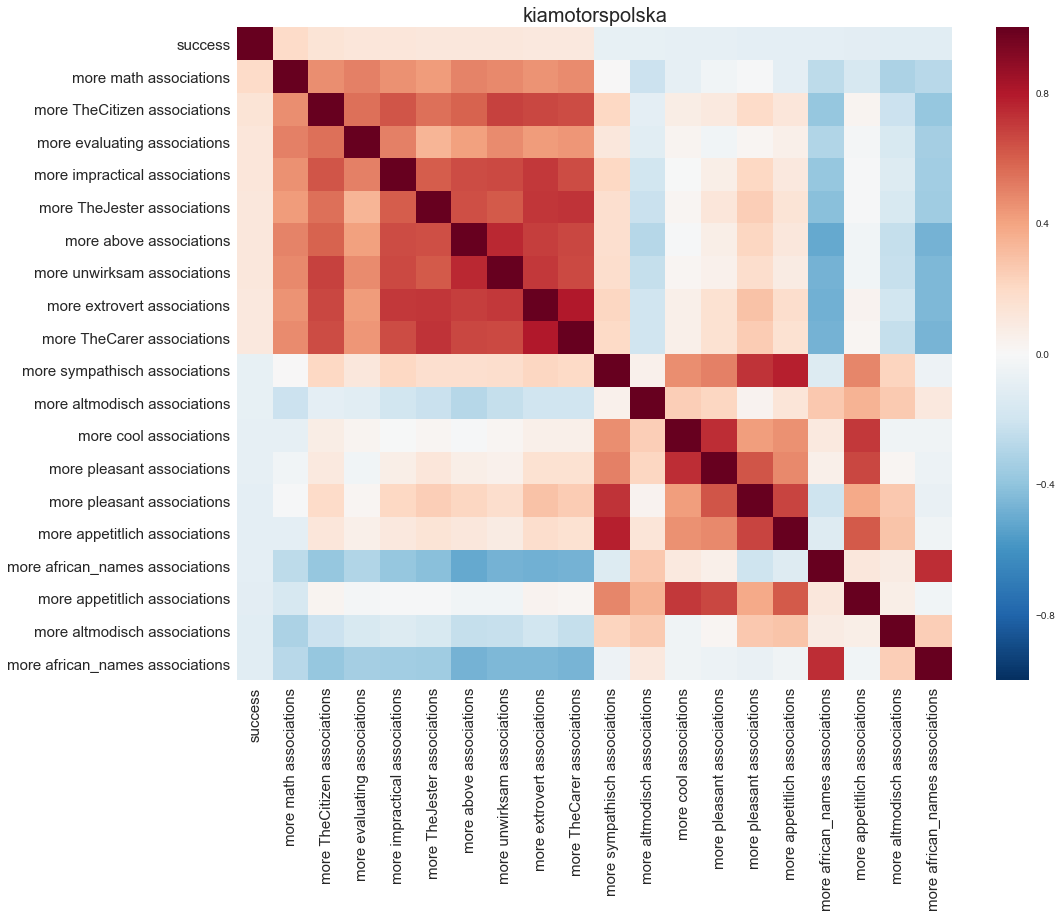 kiamotorspolska
success
more math associations
more TheCitizen associations
more evaluating associations
more impractical associations
more TheJester associations
more above associations
more unwirksam associations
more extrovert associations
more TheCarer associations
more sympathisch associations
more altmodisch associations
more cool associations
more pleasant associations
more pleasant associations
more appetitlich associations
more african_names associations
more appetitlich associations
more altmodisch associations
more african_names associations
success
more math associations
more TheCitizen associations
more evaluating associations
more impractical associations
more TheJester associations
more above associations
more unwirksam associations
more extrovert associations
more TheCarer associations
more sympathisch associations
more altmodisch associations
more cool associations
more pleasant associations
more pleasant associations
more appetitlich associations
more african_names associations
more appetitlich associations
more altmodisch associations
more african_names associations
0.8
0.4
0.0
−0.4
−0.8